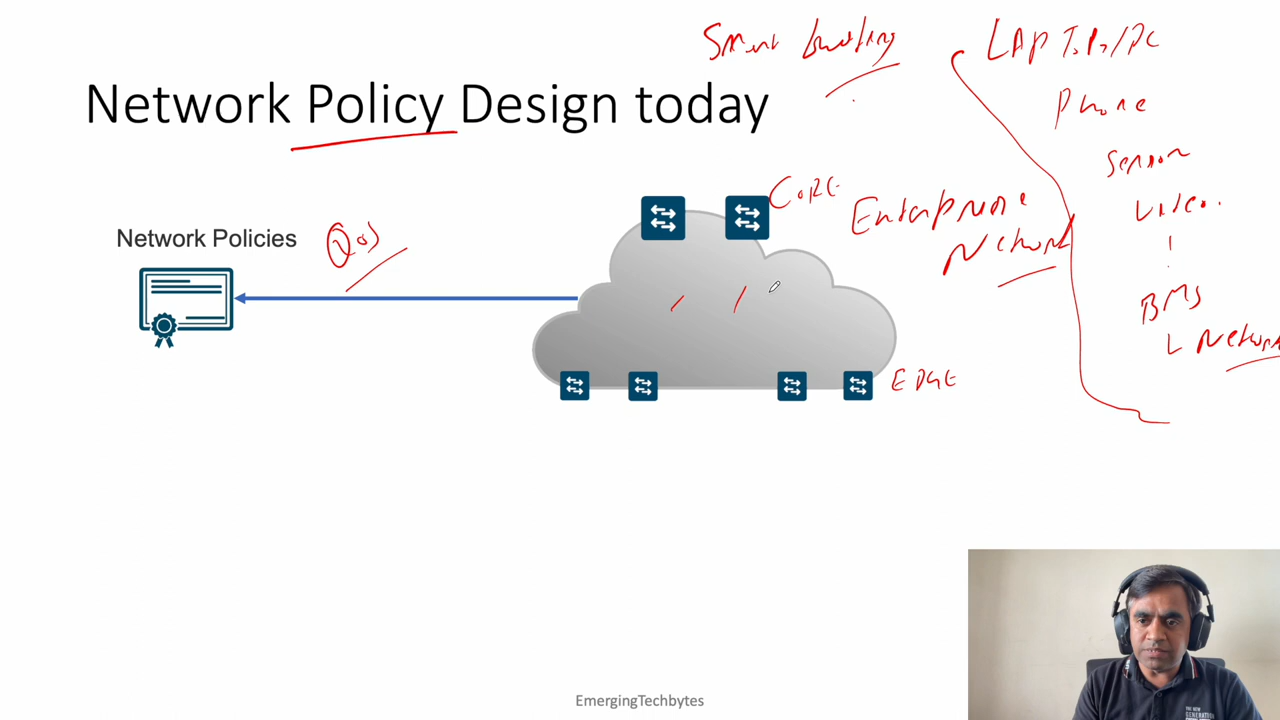 Smart building
LAPTOPs/PC
Network Policy Design today
Phone
Sensor
CORE
Enterprise
Network
Video.
Network Policies
QoS
BMS
Network
EDGE
EmergingTechbytes